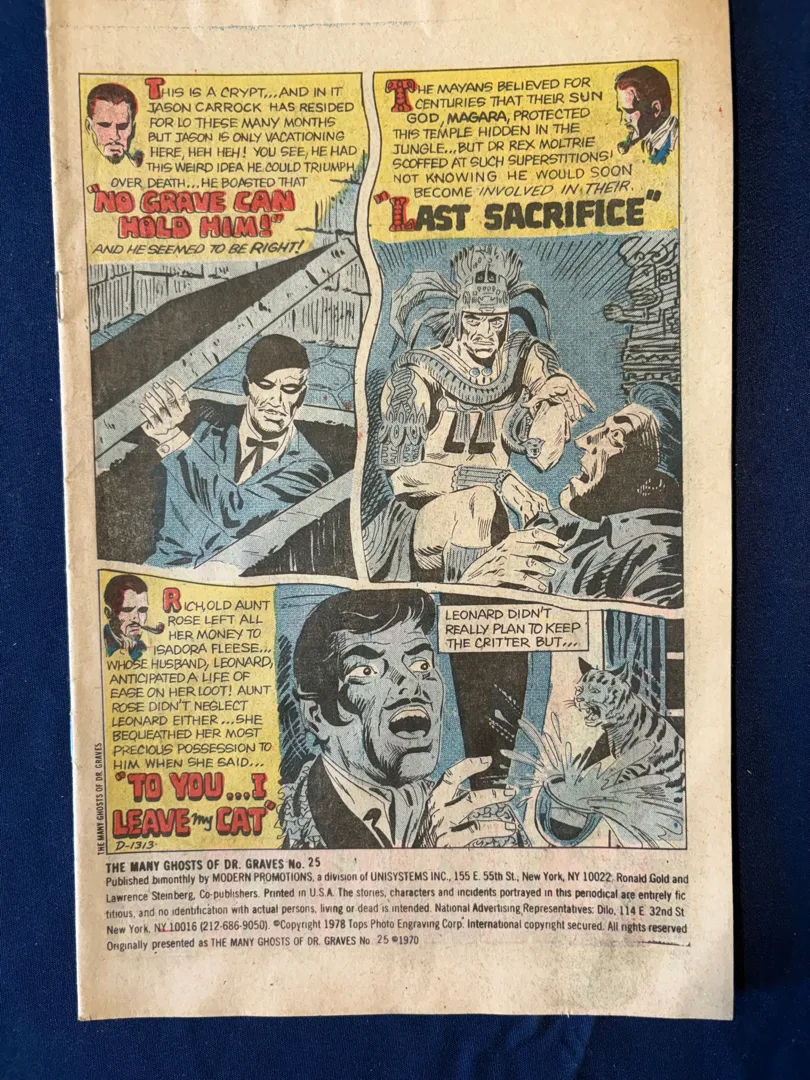 THIS IS A CRYPT,...AND IN IT
JASON CARROCK HAS RESIDED
FOR LO THESE MANY MONTHS
BUT JASON IS ONLY VACATIONING
HERE, HEH HEH! YOU SEE, HE HAD
THIS WEIRD IDEA HE COULD TRIUMPH
OVER DEATH...HE BOASTED THAT
"NO GRAVE CAN
HOLD HIM!"
AND HE SEEMED TO BE RIGHT!
THE MAYANS BELIEVED FOR
CENTURIES THAT THEIR SUN
GOD, MAGARA, PROTECTED
THIS TEMPLE HIDDEN IN THE
JUNGLE...BUT DR REX MOLTRIE
SCOFFED AT SUCH SUPERSTITIONS!
NOT KNOWING HE WOULD SOON
BECOME INVOLVED IN THEIR.
"LAST SACRIFICE"
RICH, OLD AUNT
ROSE LEFT ALL
HER MONEY TO
ISADORA FLEESE...
WHOSE HUSBAND, LEONARD,
ANTICIPATED A LIFE OF
EASE ON HER LOOT! AUNT
ROSE DIDN'T NEGLECT
LEONARD EITHER...SHE
BEQUEATHED HER MOST
PRECIOUS POSSESSION TO
HIM WHEN SHE SAID...
"TO YOU...I
LEAVE my CAT"
D-1313
LEONARD DIDN'T
REALLY PLAN TO KEEP
THE CRITTER BUT...
THE MANY GHOSTS OF DR. GRAVES
THE MANY GHOSTS OF DR. GRAVES No. 25
Published bimonthly by MODERN PROMOTIONS, a division of UNISYSTEMS INC., 155 E. 55th St., New York, NY 10022. Ronald Gold and
Lawrence Steinberg, Co-publishers. Printed in U.S.A. The stories, characters and incidents portrayed in this periodical are entirely fic
titious, and no identification with actual persons, living or dead is intended. National Advertising Representatives: Dilo, 114 E 32nd St
New York, NY 10016 (212-686-9050). ©Copyright 1978 Tops Photo Engraving Corp. International copyright secured. All rights reserved
Originally presented as THE MANY GHOSTS OF DR. GRAVES No. 25 ©1970